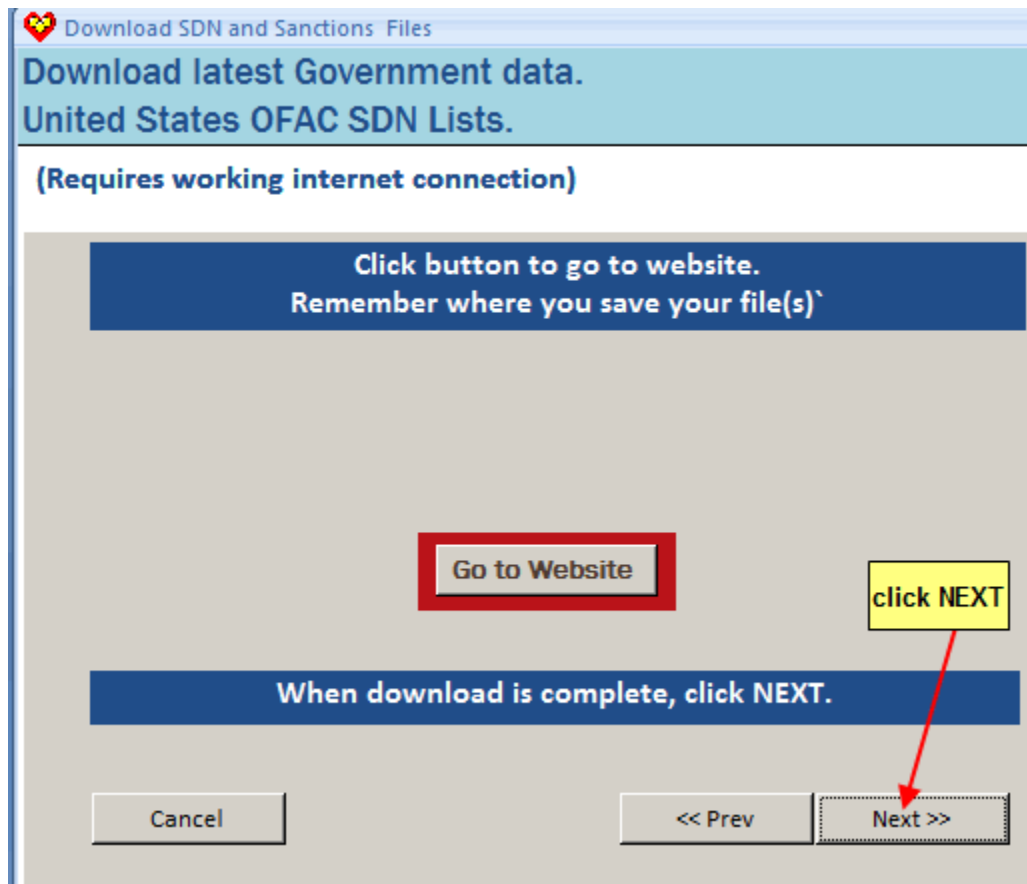 Download SDN and Sanctions Files
Download latest Government data.
United States OFAC SDN Lists.
(Requires working internet connection)
Click button to go to website.
Remember where you save your file(s)`
Go to Website
click NEXT
When download is complete, click NEXT.
Cancel
<< Prev
Next >>